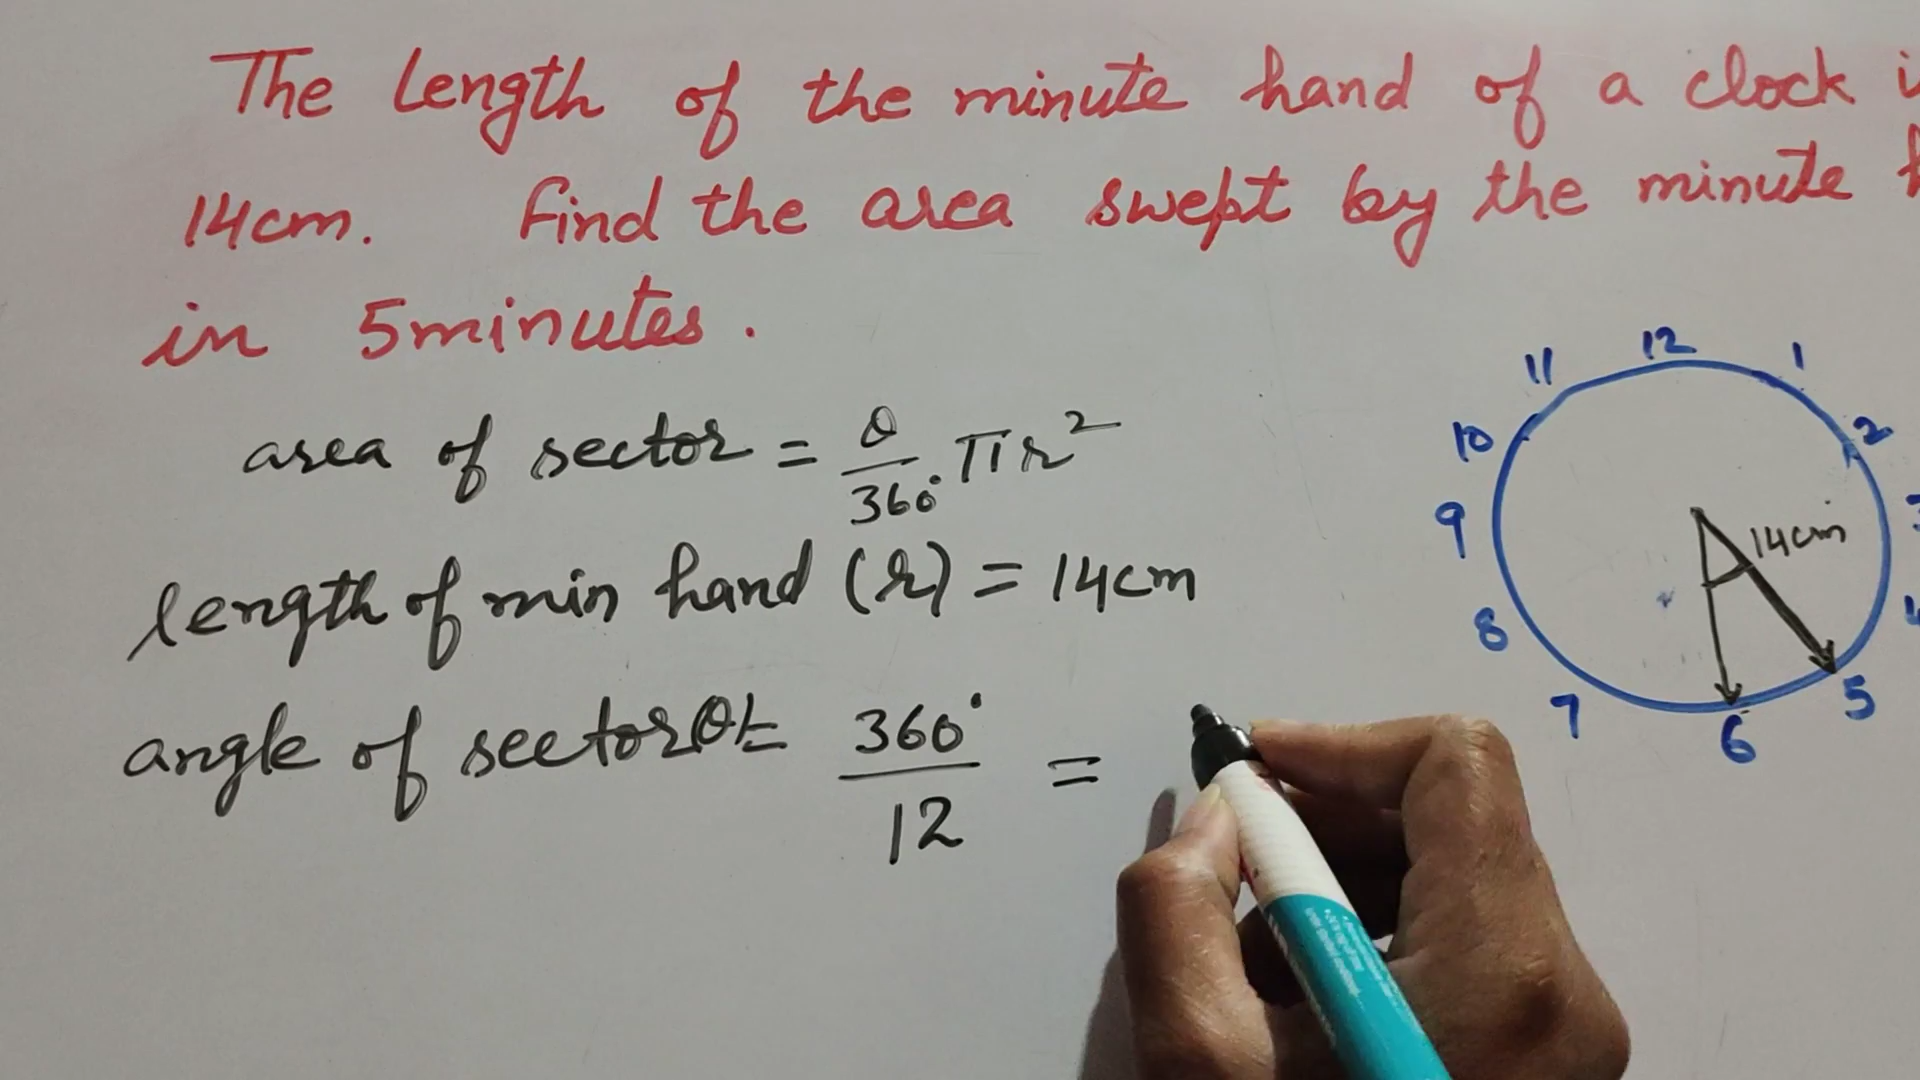 The length of the minute hand of a clock
14cm. Find the area swept by the minute
in 5minutes.
area of sector = θ/360° πr²
length of min hand (r) = 14cm
angle of sector θ = 360°/12 =
11 12 1
10 2
9 14cm
8
7 6 5